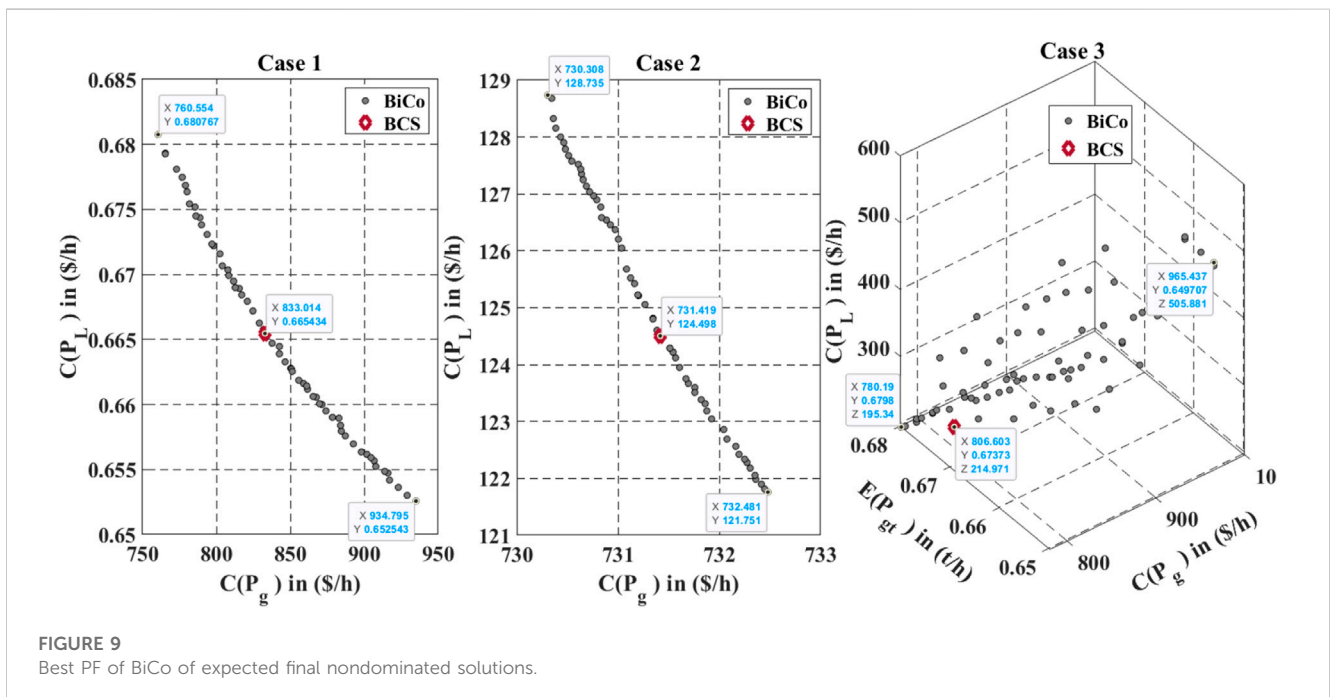 Case 1
0.685
0.68
0.675
0.67
0.665
0.66
0.655
0.65
C(P_L) in ($/h)
750
800
850
900
950
C(P_g) in ($/h)
BiCo
BCS
X 760.554
Y 0.680767
X 833.014
Y 0.665434
X 934.795
Y 0.652543
Case 2
129
128
127
126
125
124
123
122
121
C(P_L) in ($/h)
730
731
732
733
C(P_g) in ($/h)
BiCo
BCS
X 730.308
Y 128.735
X 731.419
Y 124.498
X 732.481
Y 121.751
Case 3
600
500
400
300
C(P_L) in ($/h)
0.68
0.67
0.66
0.65
E(P_gt) in (t/h)
800
900
10
C(P_g) in ($/h)
BiCo
BCS
X 965.437
Y 0.649707
Z 505.881
X 780.19
Y 0.6798
Z 195.34
X 806.603
Y 0.67373
Z 214.971
FIGURE 9
Best PF of BiCo of expected final nondominated solutions.